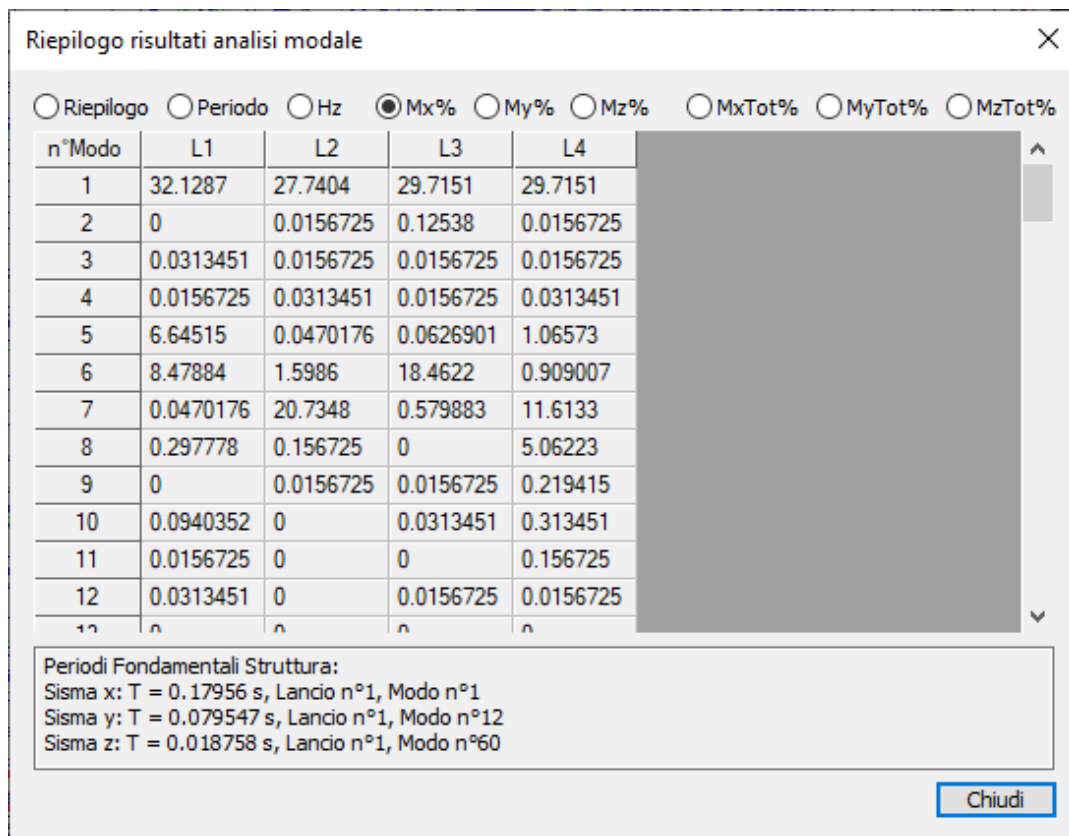 Riepilogo risultati analisi modale
Riepilogo Periodo Hz Mx% My% Mz% MxTot% MyTot% MzTot%
n°Modo L1 L2 L3 L4
1 32.1287 27.7404 29.7151 29.7151
2 0 0.0156725 0.12538 0.0156725
3 0.0313451 0.0156725 0.0156725 0.0156725
4 0.0156725 0.0313451 0.0156725 0.0313451
5 6.64515 0.0470176 0.0626901 1.06573
6 8.47884 1.5986 18.4622 0.909007
7 0.0470176 20.7348 0.579883 11.6133
8 0.297778 0.156725 0 5.06223
9 0 0.0156725 0.0156725 0.219415
10 0.0940352 0 0.0313451 0.313451
11 0.0156725 0 0 0.156725
12 0.0313451 0 0.0156725 0.0156725
Periodi Fondamentali Struttura:
Sisma x: T = 0.17956 s, Lancio n°1, Modo n°1
Sisma y: T = 0.079547 s, Lancio n°1, Modo n°12
Sisma z: T = 0.018758 s, Lancio n°1, Modo n°60
Chiudi